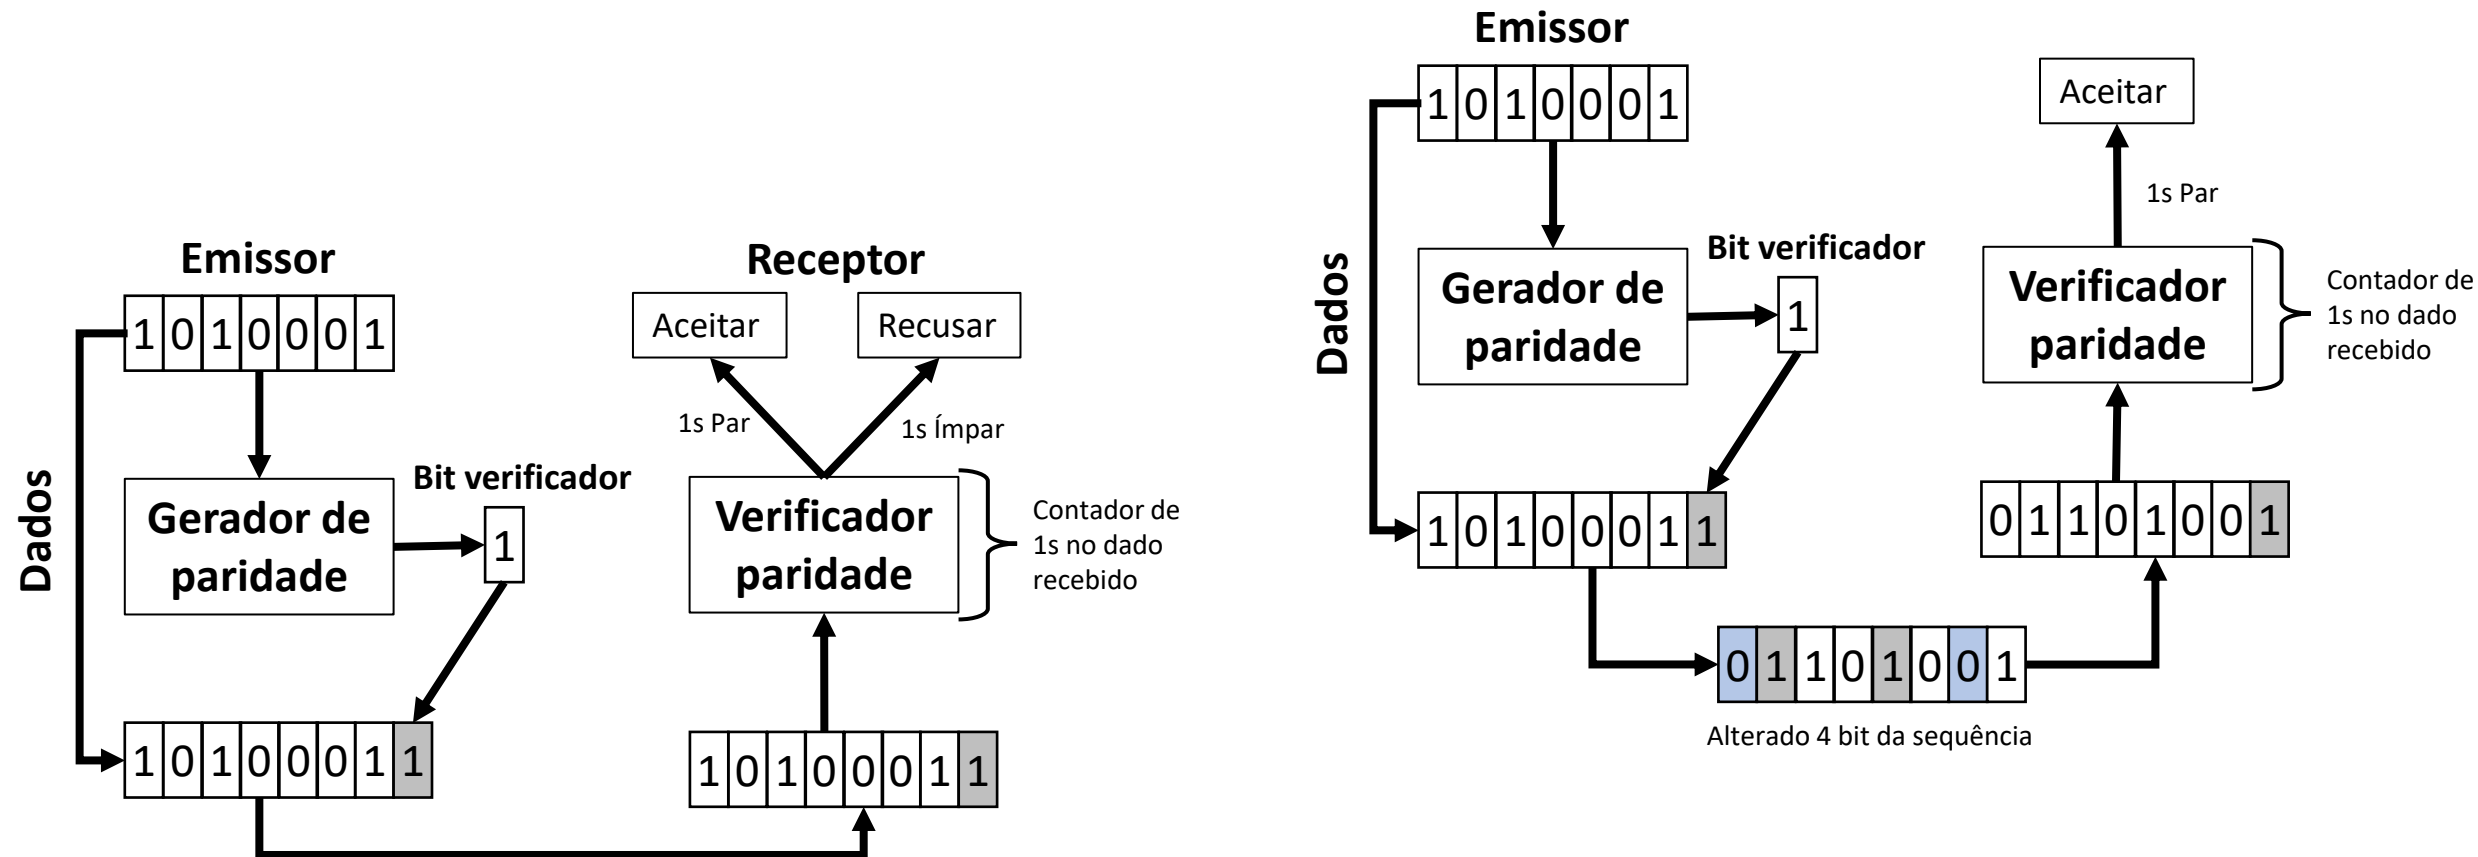 Emissor
1 0 1 0 0 0 1
Dados
Gerador de
paridade
Bit verificador
1
1 0 1 0 0 0 1 1
Receptor
Aceitar
Recusar
1s Par
1s Ímpar
Verificador
paridade
Contador de
1s no dado
recebido
1 0 1 0 0 0 1 1
Emissor
1 0 1 0 0 0 1
Dados
Gerador de
paridade
Bit verificador
1
1 0 1 0 0 0 1 1
0 1 1 0 1 0 0 1
Alterado 4 bit da sequência
Aceitar
1s Par
Verificador
paridade
Contador de
1s no dado
recebido
0 1 1 0 1 0 0 1